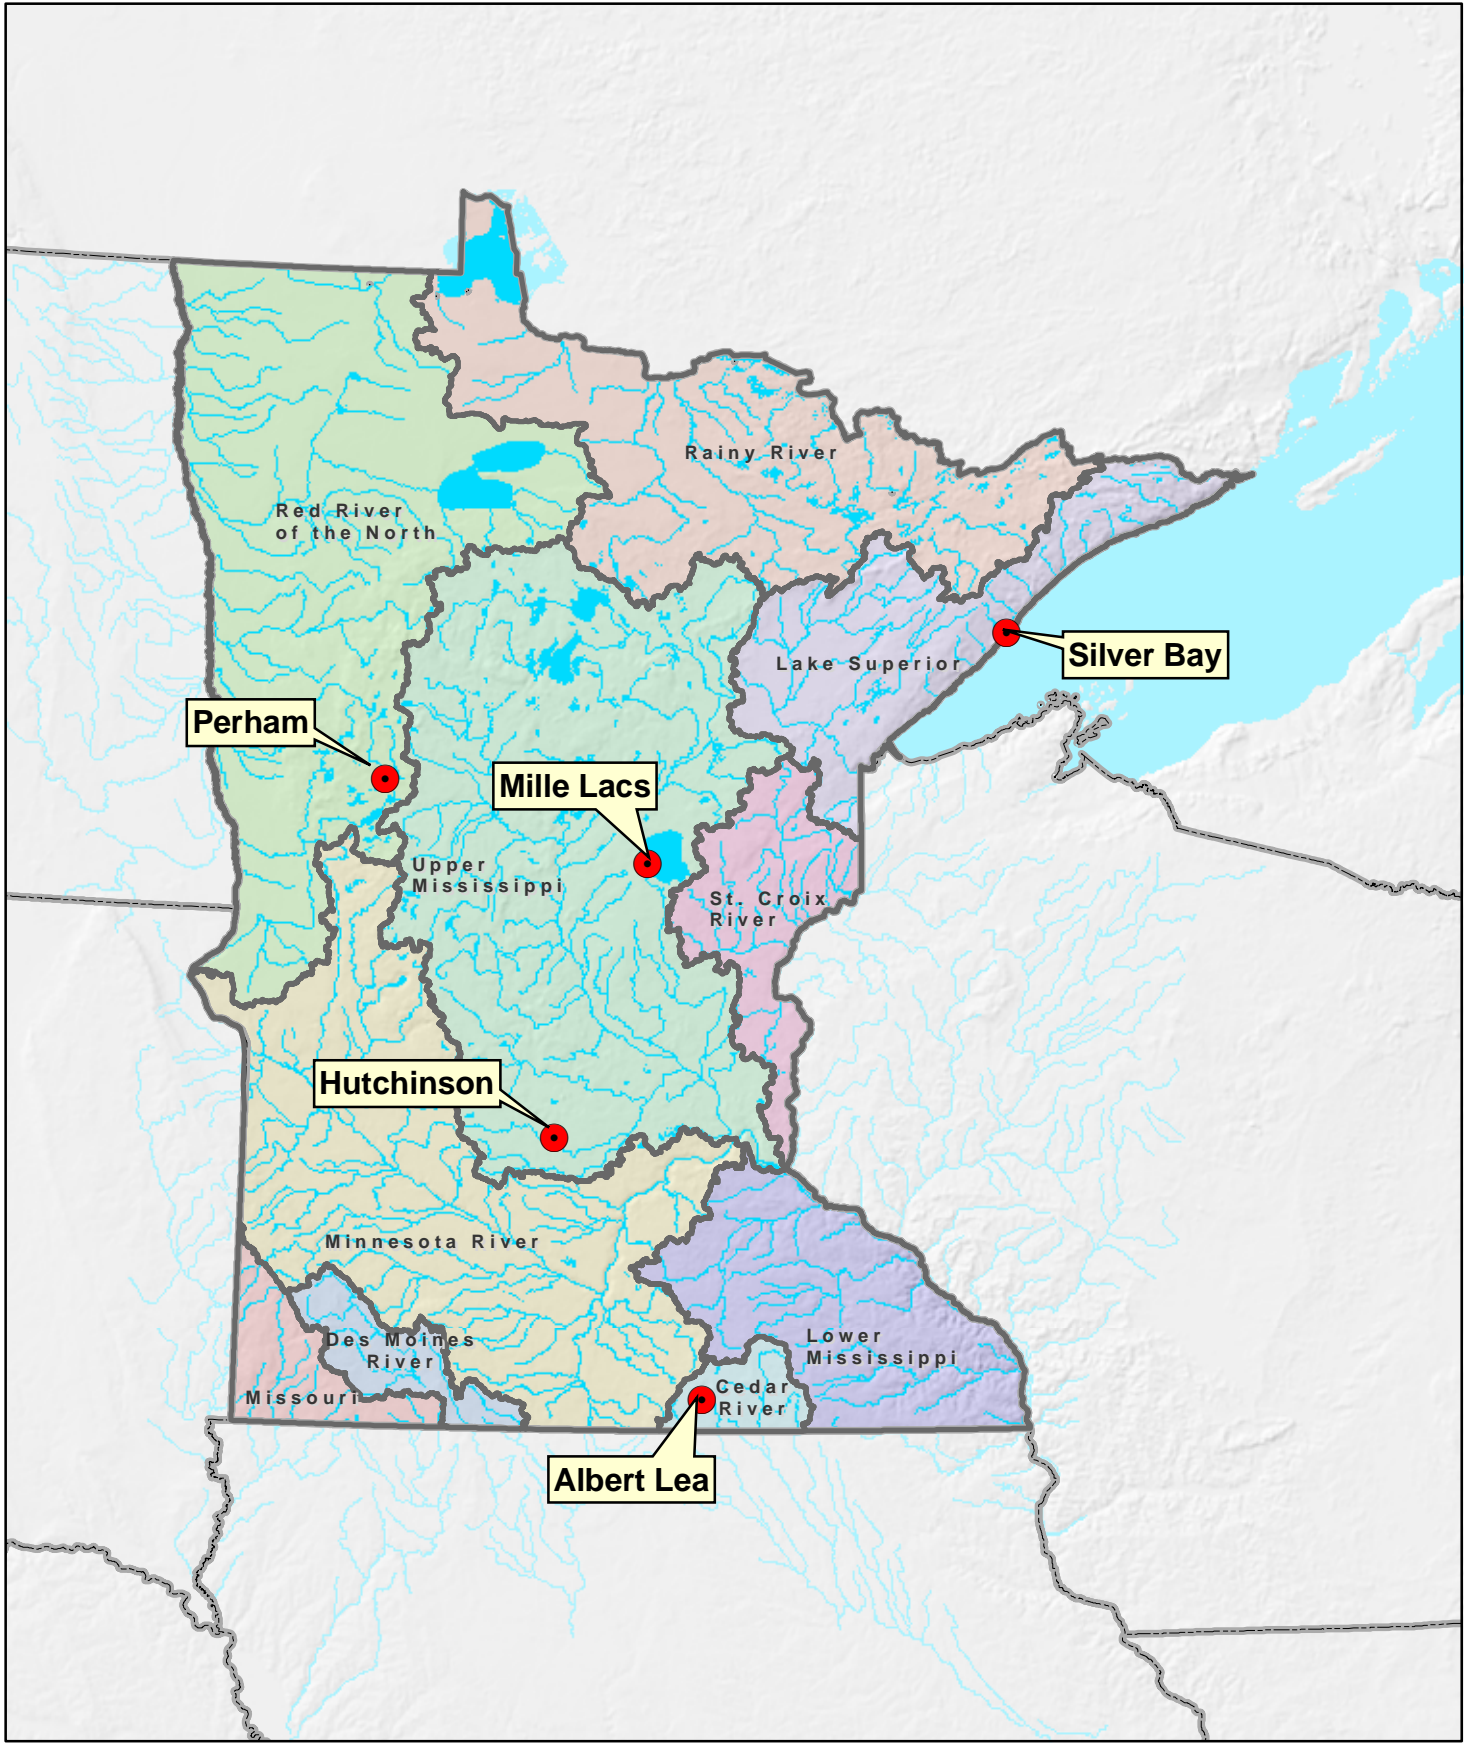 Rainy River
Red River
of the North
Lake Superior
Silver Bay
Perham
Mille Lacs
Upper
Mississippi
St. Croix
River
Hutchinson
Minnesota River
Des Moines
River
Lower
Mississippi
Missouri
Cedar
River
Albert Lea